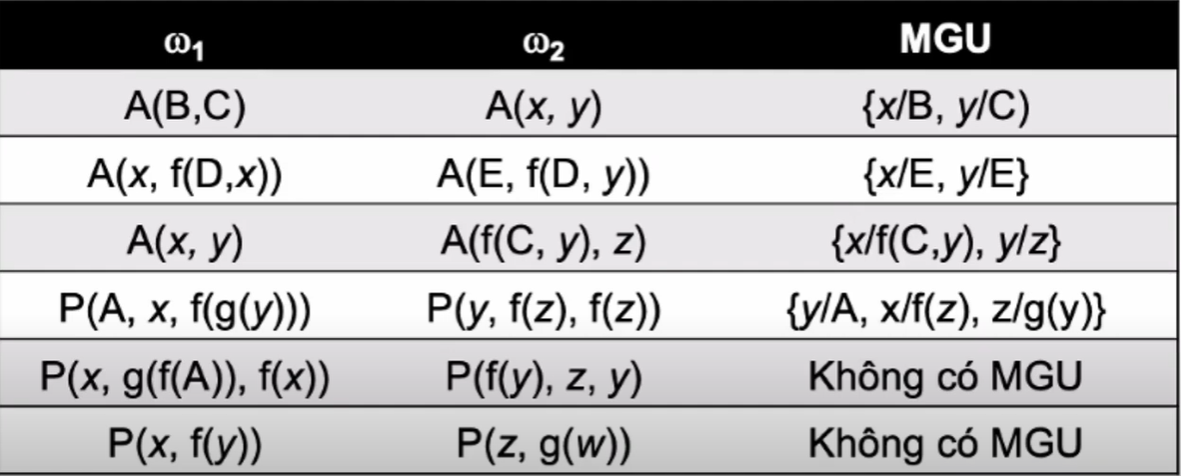 ω₁ ω₂ MGU
A(B,C) A(x, y) {x/B, y/C)
A(x, f(D,x)) A(E, f(D, y)) {x/E, y/E}
A(x, y) A(f(C, y), z) {x/f(C,y), y/z}
P(A, x, f(g(y))) P(y, f(z), f(z)) {y/A, x/f(z), z/g(y)}
P(x, g(f(A)), f(x)) P(f(y), z, y) Không có MGU
P(x, f(y)) P(z, g(w)) Không có MGU